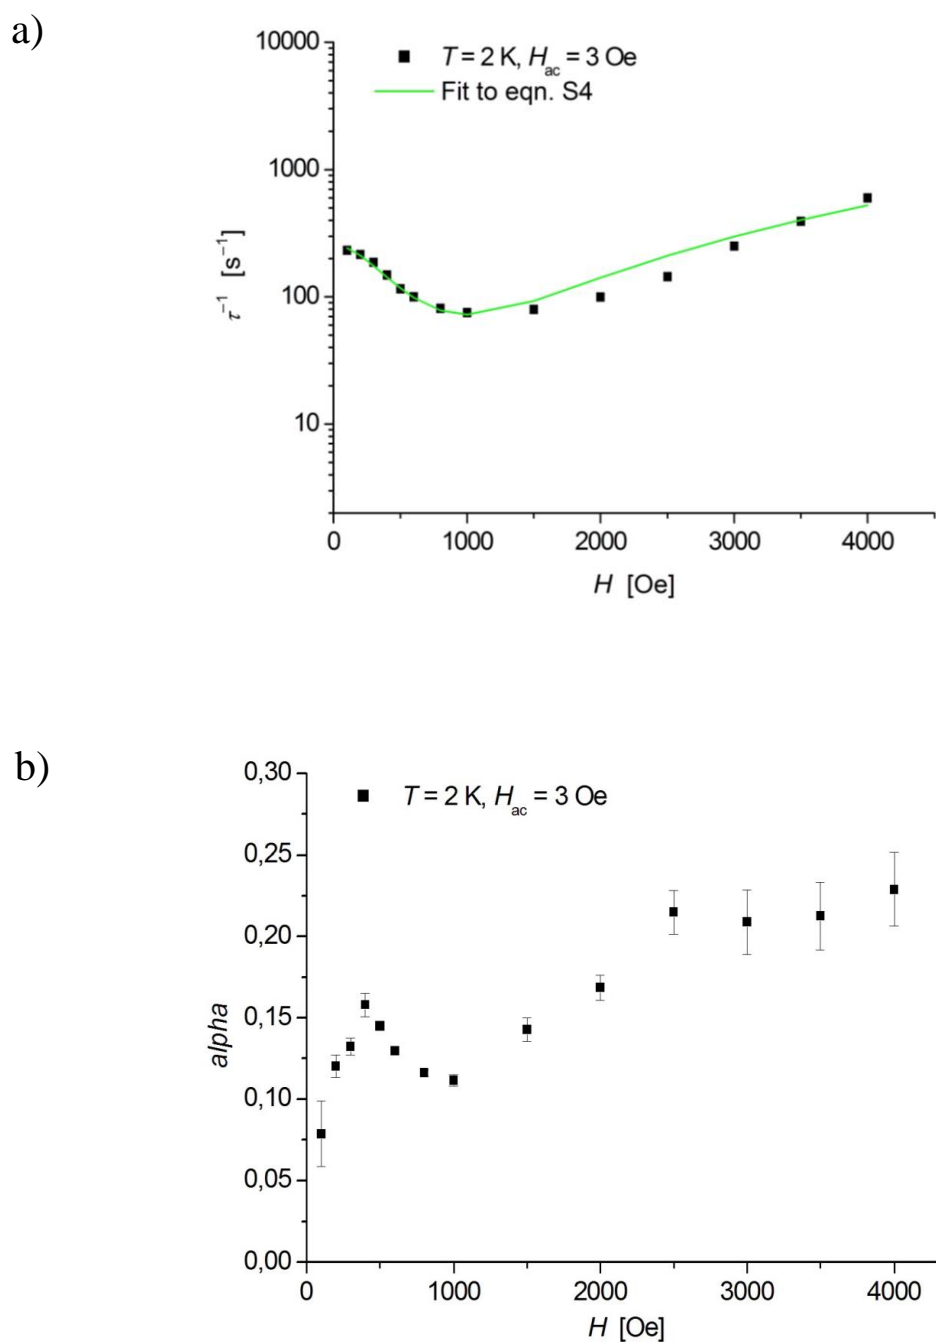 a)
10000
T = 2 K, H_ac = 3 Oe
Fit to eqn. S4
1000
τ⁻¹ [s⁻¹]
100
10
0 1000 2000 3000 4000
H [Oe]
b)
0,30
T = 2 K, H_ac = 3 Oe
0,25
0,20
alpha
0,15
0,10
0,05
0,00
0 1000 2000 3000 4000
H [Oe]